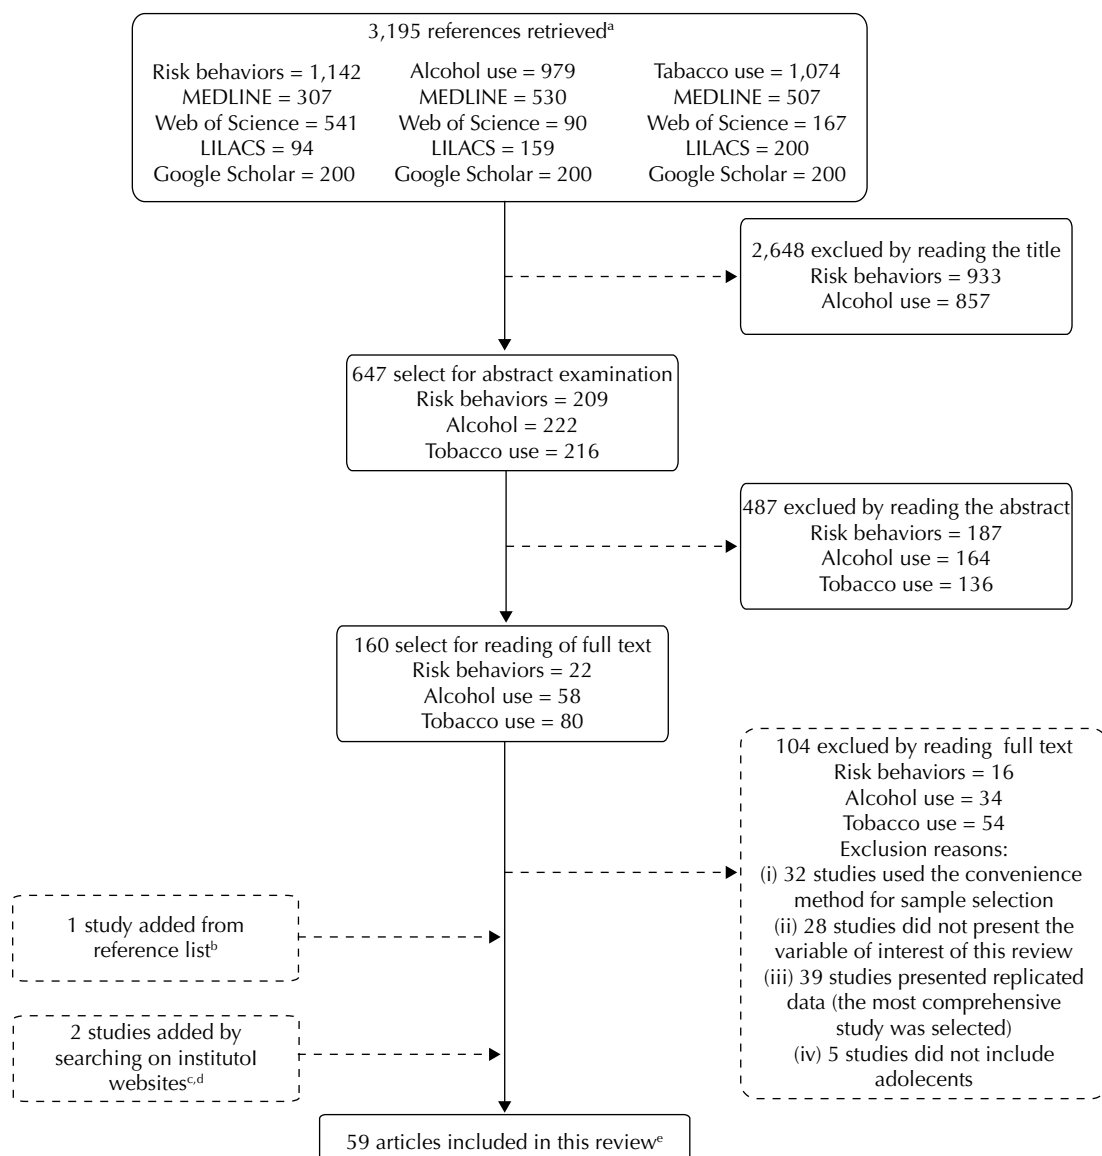 3,195 references retrievedᵃ
Risk behaviors = 1,142
MEDLINE = 307
Web of Science = 541
LILACS = 94
Google Scholar = 200
Alcohol use = 979
MEDLINE = 530
Web of Science = 90
LILACS = 159
Google Scholar = 200
Tabacco use = 1,074
MEDLINE = 507
Web of Science = 167
LILACS = 200
Google Scholar = 200
2,648 exclued by reading the title
Risk behaviors = 933
Alcohol use = 857
647 select for abstract examination
Risk behaviors = 209
Alcohol = 222
Tobacco use = 216
487 exclued by reading the abstract
Risk behaviors = 187
Alcohol use = 164
Tobacco use = 136
160 select for reading of full text
Risk behaviors = 22
Alcohol use = 58
Tobacco use = 80
104 exclued by reading full text
Risk behaviors = 16
Alcohol use = 34
Tobacco use = 54
Exclusion reasons:
(i) 32 studies used the convenience
method for sample selection
(ii) 28 studies did not present the
variable of interest of this review
(iii) 39 studies presented replicated
data (the most comprehensive
study was selected)
(iv) 5 studies did not include
adolecents
1 study added from
reference listᵇ
2 studies added by
searching on institutol
websitesᶜ,ᵈ
59 articles included in this reviewᵉ